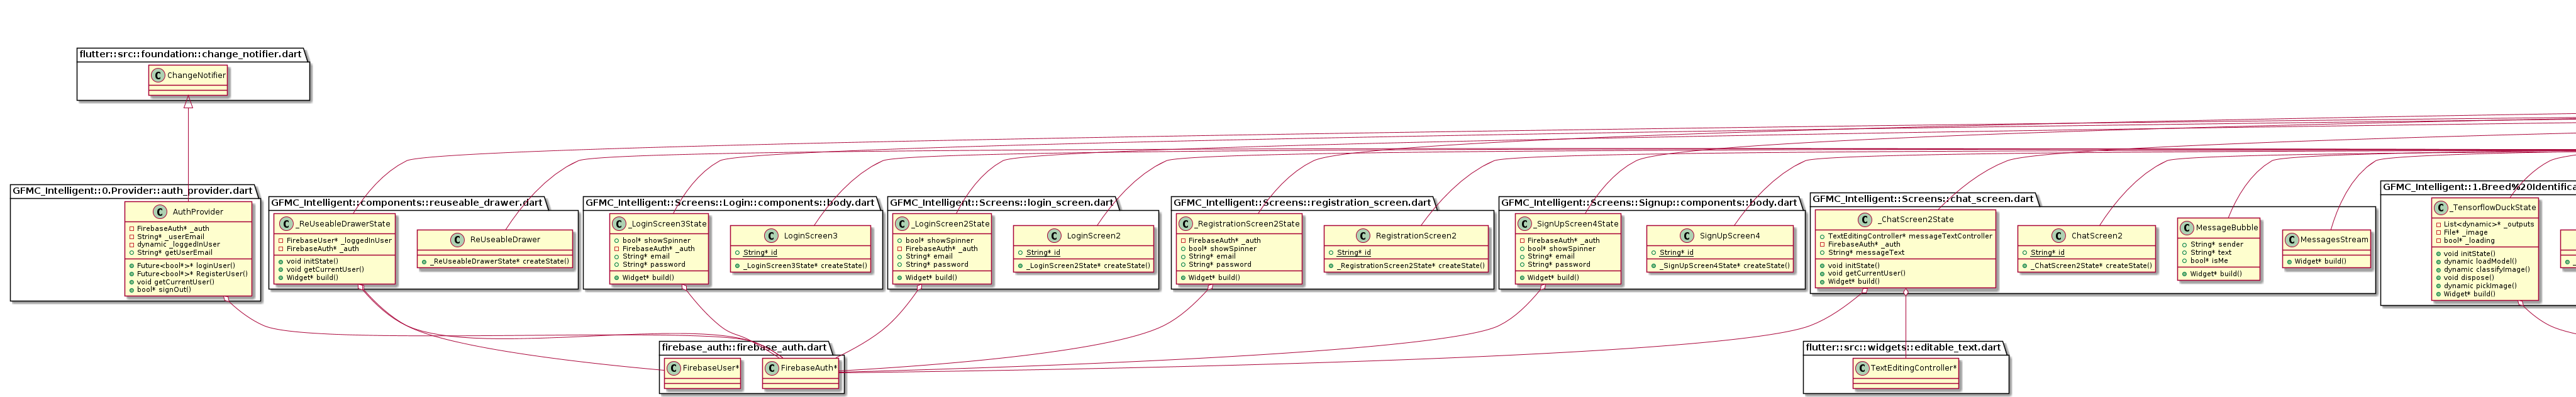 flutter::src::foundation::change_notifier.dart
C ChangeNotifier
GFMC_Intelligent::0.Provider::auth_provider.dart
C AuthProvider
FirebaseAuth* _auth
String* _userEmail
dynamic _loggedInUser
String* getUserEmail
Future<bool*>* loginUser()
Future<bool*>* RegisterUser()
void getCurrentUser()
bool* signOut()
GFMC_Intelligent::components::reuseable_drawer.dart
C _ReUseableDrawerState
FirebaseUser* _loggedInUser
FirebaseAuth* _auth
void initState()
void getCurrentUser()
Widget* build()
C ReUseableDrawer
_ReUseableDrawerState* createState()
GFMC_Intelligent::Screens::Login::components::body.dart
C _LoginScreen3State
bool* showSpinner
FirebaseAuth* _auth
String* email
String* password
Widget* build()
C LoginScreen3
String* id
_LoginScreen3State* createState()
GFMC_Intelligent::Screens::login_screen.dart
C _LoginScreen2State
bool* showSpinner
FirebaseAuth* _auth
String* email
String* password
Widget* build()
C LoginScreen2
String* id
_LoginScreen2State* createState()
GFMC_Intelligent::Screens::registration_screen.dart
C _RegistrationScreen2State
FirebaseAuth* _auth
bool* showSpinner
String* email
String* password
Widget* build()
C RegistrationScreen2
String* id
_RegistrationScreen2State* createState()
GFMC_Intelligent::Screens::Signup::components::body.dart
C _SignUpScreen4State
FirebaseAuth* _auth
bool* showSpinner
String* email
String* password
Widget* build()
C SignUpScreen4
String* id
_SignUpScreen4State* createState()
GFMC_Intelligent::Screens::chat_screen.dart
C _ChatScreen2State
TextEditingController* messageTextController
FirebaseAuth* _auth
String* messageText
void initState()
void getCurrentUser()
Widget* build()
C ChatScreen2
String* id
_ChatScreen2State* createState()
C MessageBubble
String* sender
String* text
bool* isMe
Widget* build()
C MessagesStream
Widget* build()
GFMC_Intelligent::1.Breed%20Identifica
C _TensorflowDuckState
List<dynamic>* _outputs
File* _image
bool* _loading
void initState()
dynamic loadModel()
dynamic classifyImage()
void dispose()
dynamic pickImage()
Widget* build()
firebase_auth::firebase_auth.dart
C FirebaseUser*
C FirebaseAuth*
flutter::src::widgets::editable_text.dart
C TextEditingController*